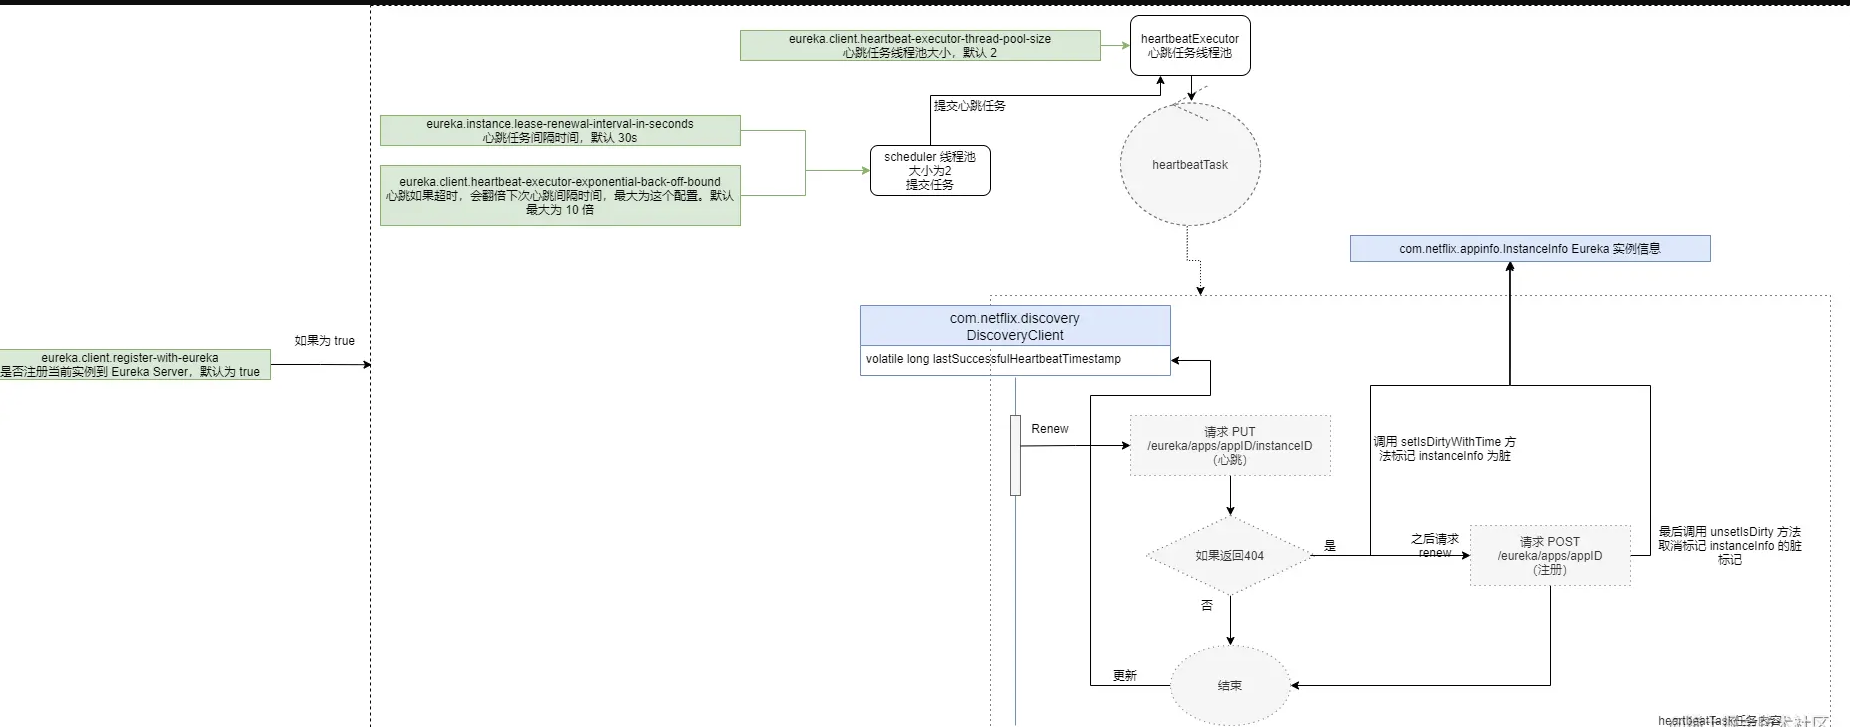 eureka.client.heartbeat-executor-thread-pool-size
心跳任务线程池大小，默认 2
heartbeatExecutor
心跳任务线程池
提交心跳任务
eureka.instance.lease-renewal-interval-in-seconds
心跳任务间隔时间，默认 30s
eureka.client.heartbeat-executor-exponential-back-off-bound
心跳如果超时，会翻倍下次心跳间隔时间，最大为这个配置。默认
最大为 10 倍
scheduler 线程池
大小为2
提交任务
heartbeatTask
com.netflix.appinfo.InstanceInfo Eureka 实例信息
com.netflix.discovery
DiscoveryClient
volatile long lastSuccessfulHeartbeatTimestamp
如果为 true
eureka.client.register-with-eureka
是否注册当前实例到 Eureka Server，默认为 true
Renew
请求 PUT
/eureka/apps/appID/instanceID
（心跳）
调用 setIsDirtyWithTime 方
法标记 instanceInfo 为脏
如果返回404
是
之后请求
renew
请求 POST
/eureka/apps/appID
（注册）
最后调用 unsetIsDirty 方法
取消标记 instanceInfo 的脏
标记
否
更新
结束
heartbeatTask任务内容